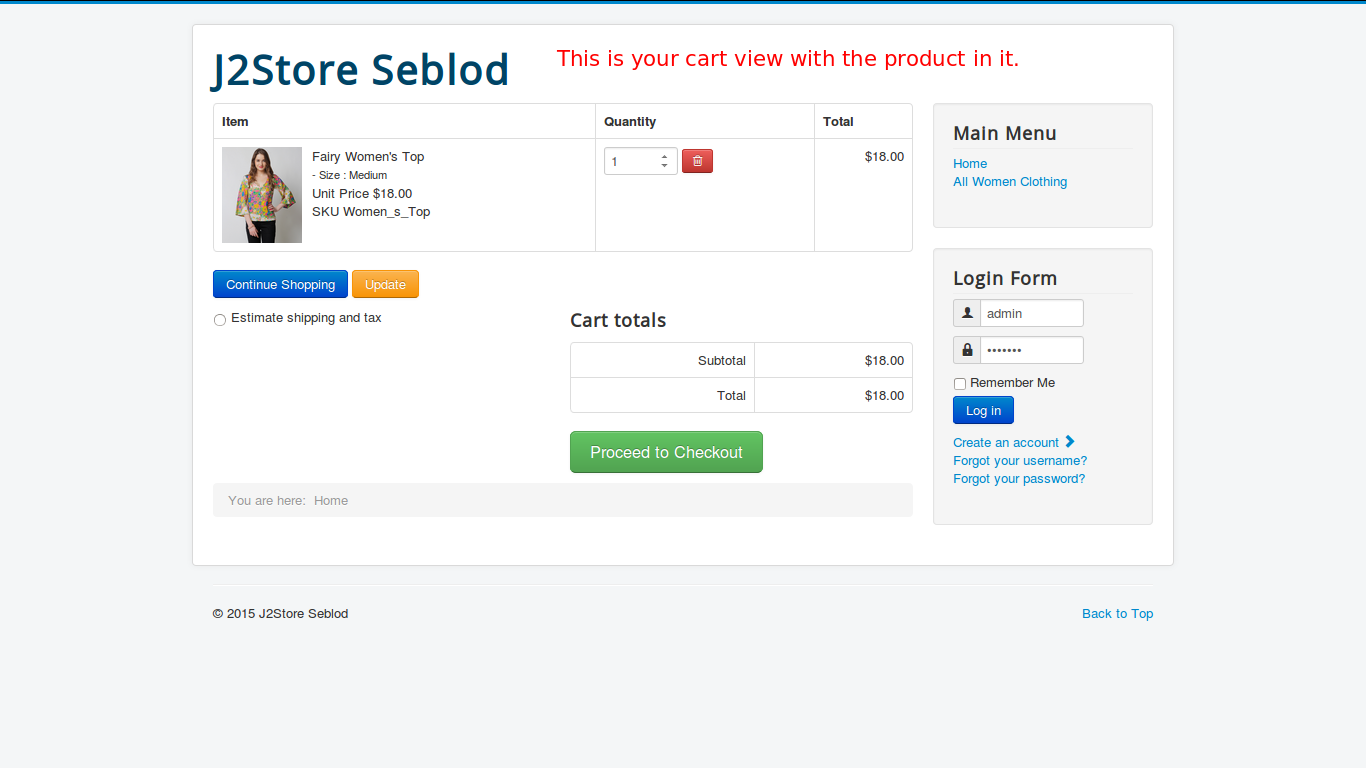 J2Store Seblod
This is your cart view with the product in it.
Item Quantity Total
Fairy Women's Top
- Size : Medium
Unit Price $18.00
SKU Women_s_Top
1
$18.00
Continue Shopping Update
Estimate shipping and tax
Cart totals
Subtotal $18.00
Total $18.00
Proceed to Checkout
You are here: Home
Main Menu
Home
All Women Clothing
Login Form
admin
•••••••
Remember Me
Log in
Create an account
Forgot your username?
Forgot your password?
© 2015 J2Store Seblod
Back to Top